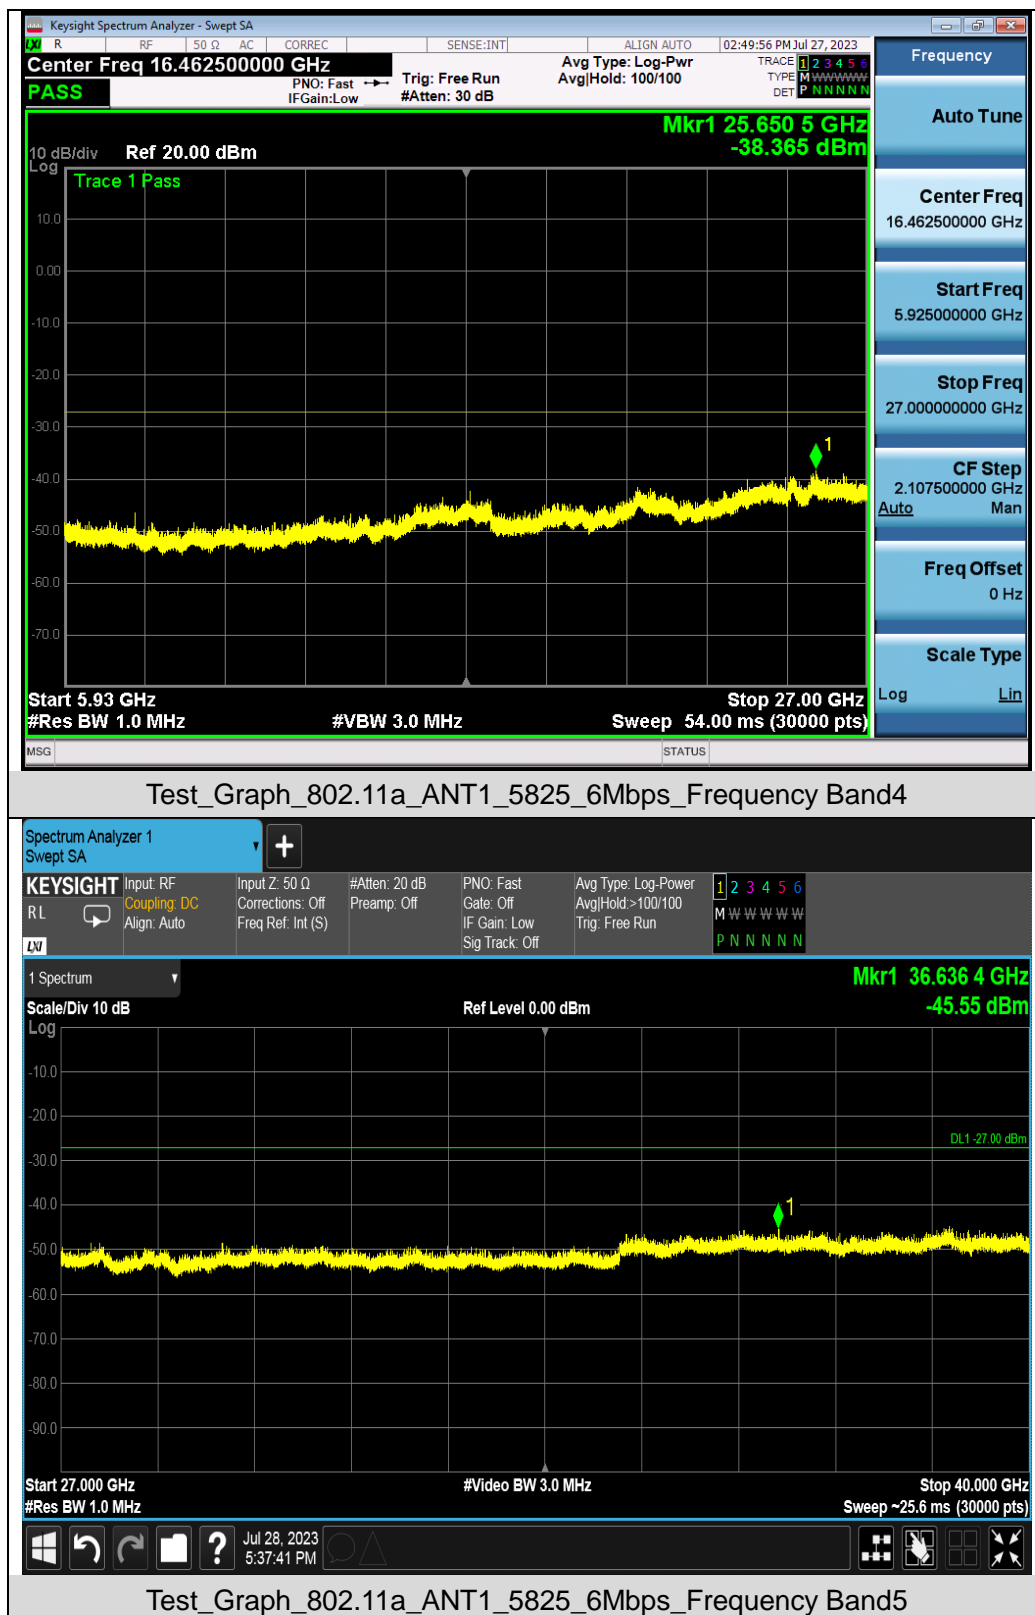 Keysight Spectrum Analyzer - Swept SA
LXI R RF 50 Ω AC CORREC SENSE:INT ALIGN AUTO 02:49:56 PM Jul 27, 2023
Center Freq 16.462500000 GHz
PASS
PNO: Fast
IFGain:Low
Trig: Free Run
#Atten: 30 dB
Avg Type: Log-Pwr
Avg|Hold: 100/100
TRACE 1 2 3 4 5 6
TYPE M W W W W W
DET P N N N N N
Mkr1 25.650 5 GHz
-38.365 dBm
10 dB/div Ref 20.00 dBm
Log
Trace 1 Pass
10.0
0.00
-10.0
-20.0
-30.0
-40.0
-50.0
-60.0
-70.0
1
Start 5.93 GHz Stop 27.00 GHz
#Res BW 1.0 MHz #VBW 3.0 MHz Sweep 54.00 ms (30000 pts)
MSG STATUS
Frequency
Auto Tune
Center Freq
16.462500000 GHz
Start Freq
5.925000000 GHz
Stop Freq
27.000000000 GHz
CF Step
2.107500000 GHz
Auto Man
Freq Offset
0 Hz
Scale Type
Log Lin
Test_Graph_802.11a_ANT1_5825_6Mbps_Frequency Band4
Spectrum Analyzer 1
Swept SA
+
KEYSIGHT
RL
LXI
Input: RF
Coupling: DC
Align: Auto
Input Z: 50 Ω
Corrections: Off
Freq Ref: Int (S)
#Atten: 20 dB
Preamp: Off
PNO: Fast
Gate: Off
IF Gain: Low
Sig Track: Off
Avg Type: Log-Power
Avg|Hold:>100/100
Trig: Free Run
1 2 3 4 5 6
M W W W W W
P N N N N N
1 Spectrum
Mkr1 36.636 4 GHz
-45.55 dBm
Scale/Div 10 dB Ref Level 0.00 dBm
Log
-10.0
-20.0
DL1 -27.00 dBm
-30.0
-40.0
-50.0
-60.0
-70.0
-80.0
-90.0
1
Start 27.000 GHz #Video BW 3.0 MHz Stop 40.000 GHz
#Res BW 1.0 MHz Sweep ~25.6 ms (30000 pts)
?
Jul 28, 2023
5:37:41 PM
Test_Graph_802.11a_ANT1_5825_6Mbps_Frequency Band5